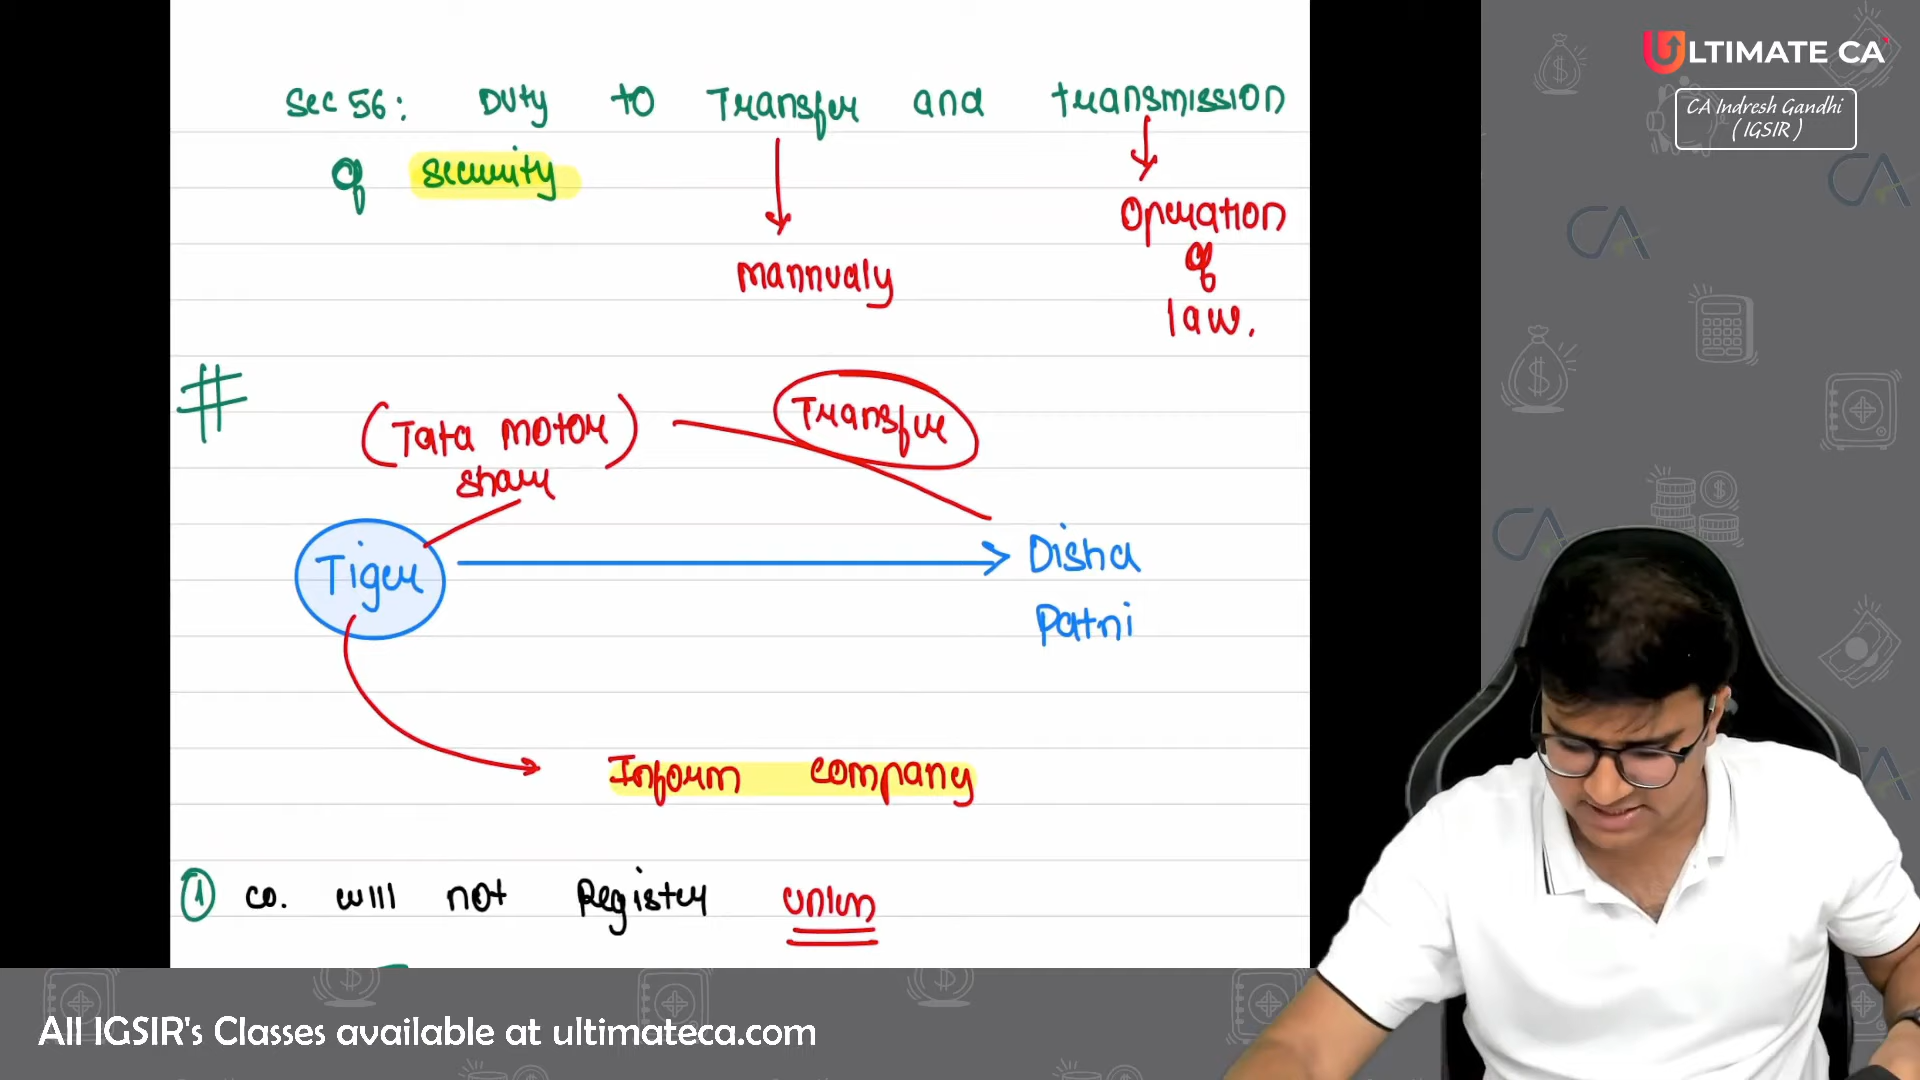 Sec 56: Duty to Transfer and transmission
of security
Mannualy
Operation
of
law.
#
(Tata Motor)
share
Transfer
Tiger
Disha
Patni
Inform company
① co. will not Register unless
ULTIMATE CA
CA Indresh Gandhi
(IGSIR)
All IGSIR's Classes available at ultimateca.com